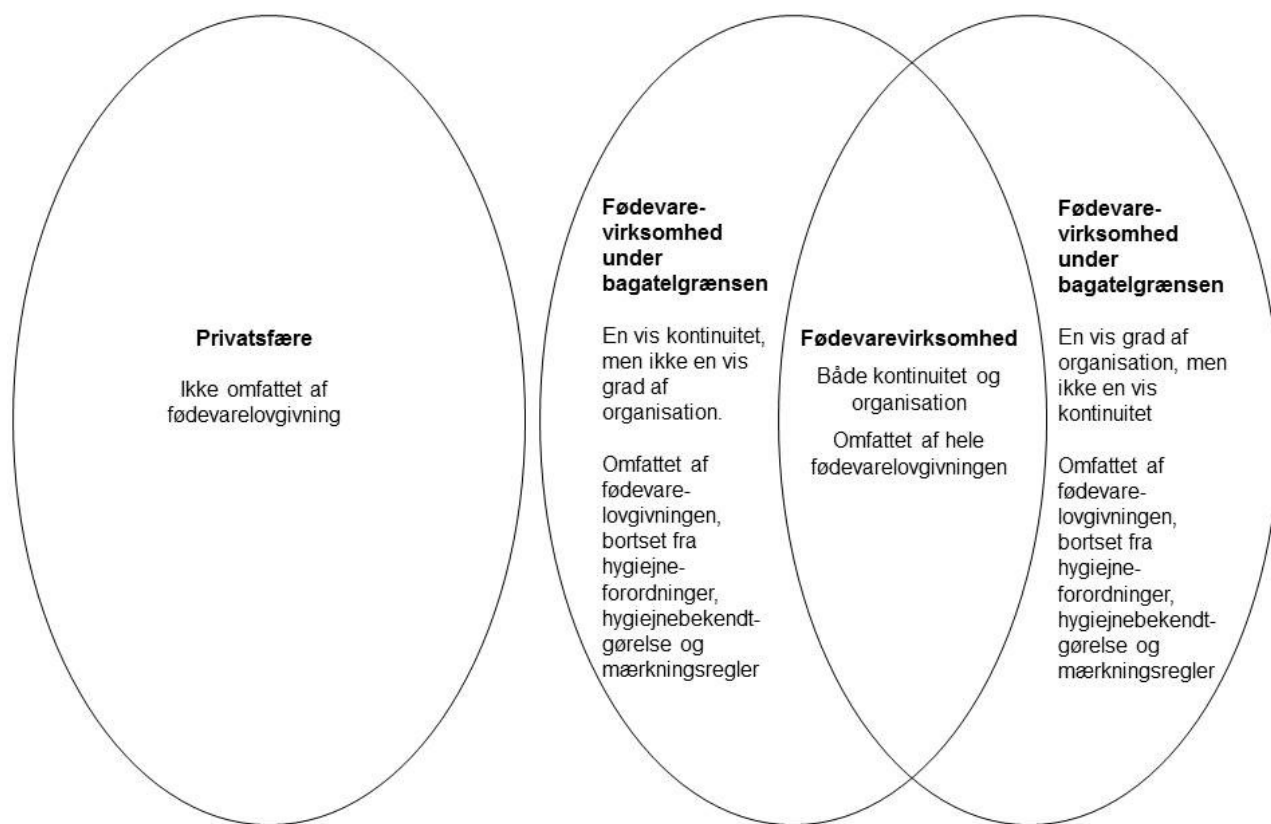 Privatsfære
Ikke omfattet af
fødevarelovgivning
Fødevare-
virksomhed
under
bagatelgrænsen
En vis kontinuitet,
men ikke en vis
grad af
organisation.
Omfattet af
fødevare-
lovgivningen,
bortset fra
hygiejne-
forordninger,
hygiejnebekendt-
gørelse og
mærkningsregler
Fødevarevirksomhed
Både kontinuitet og
organisation
Omfattet af hele
fødevarelovgivningen
Fødevare-
virksomhed
under
bagatelgrænsen
En vis grad af
organisation, men
ikke en vis
kontinuitet
Omfattet af
fødevare-
lovgivningen,
bortset fra
hygiejne-
forordninger,
hygiejnebekendt-
gørelse og
mærkningsregler